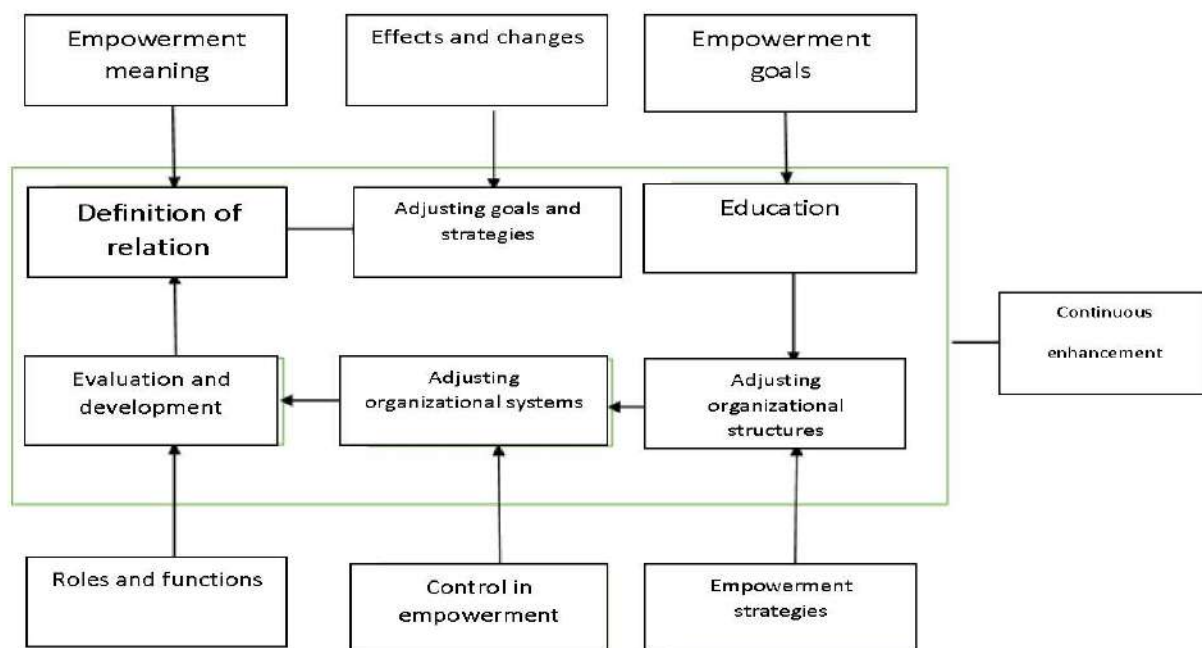 Empowerment
meaning
Effects and changes
Empowerment
goals
Definition of
relation
Adjusting goals and
strategies
Education
Continuous
enhancement
Evaluation and
development
Adjusting
organizational systems
Adjusting
organizational
structures
Roles and functions
Control in
empowerment
Empowerment
strategies